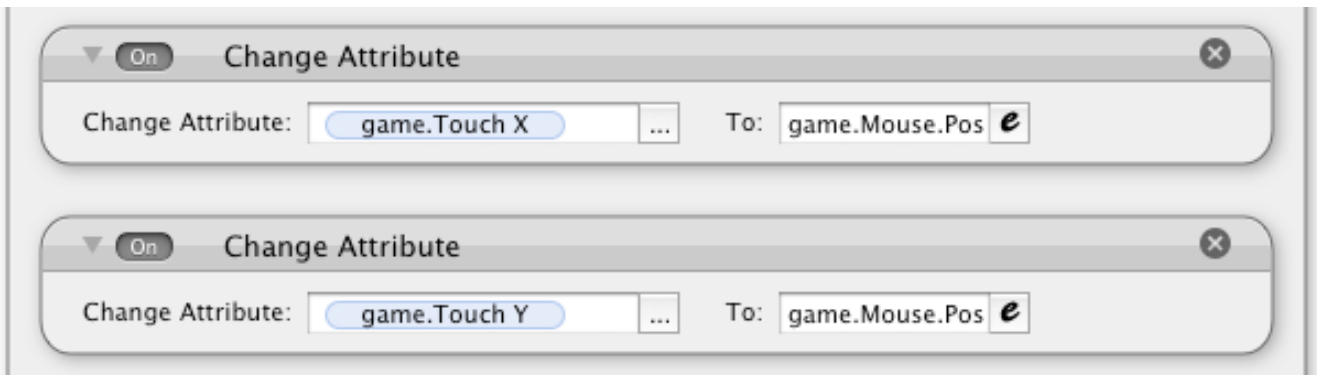 On Change Attribute
Change Attribute: game.Touch X ... To: game.Mouse.Pos e
On Change Attribute
Change Attribute: game.Touch Y ... To: game.Mouse.Pos e